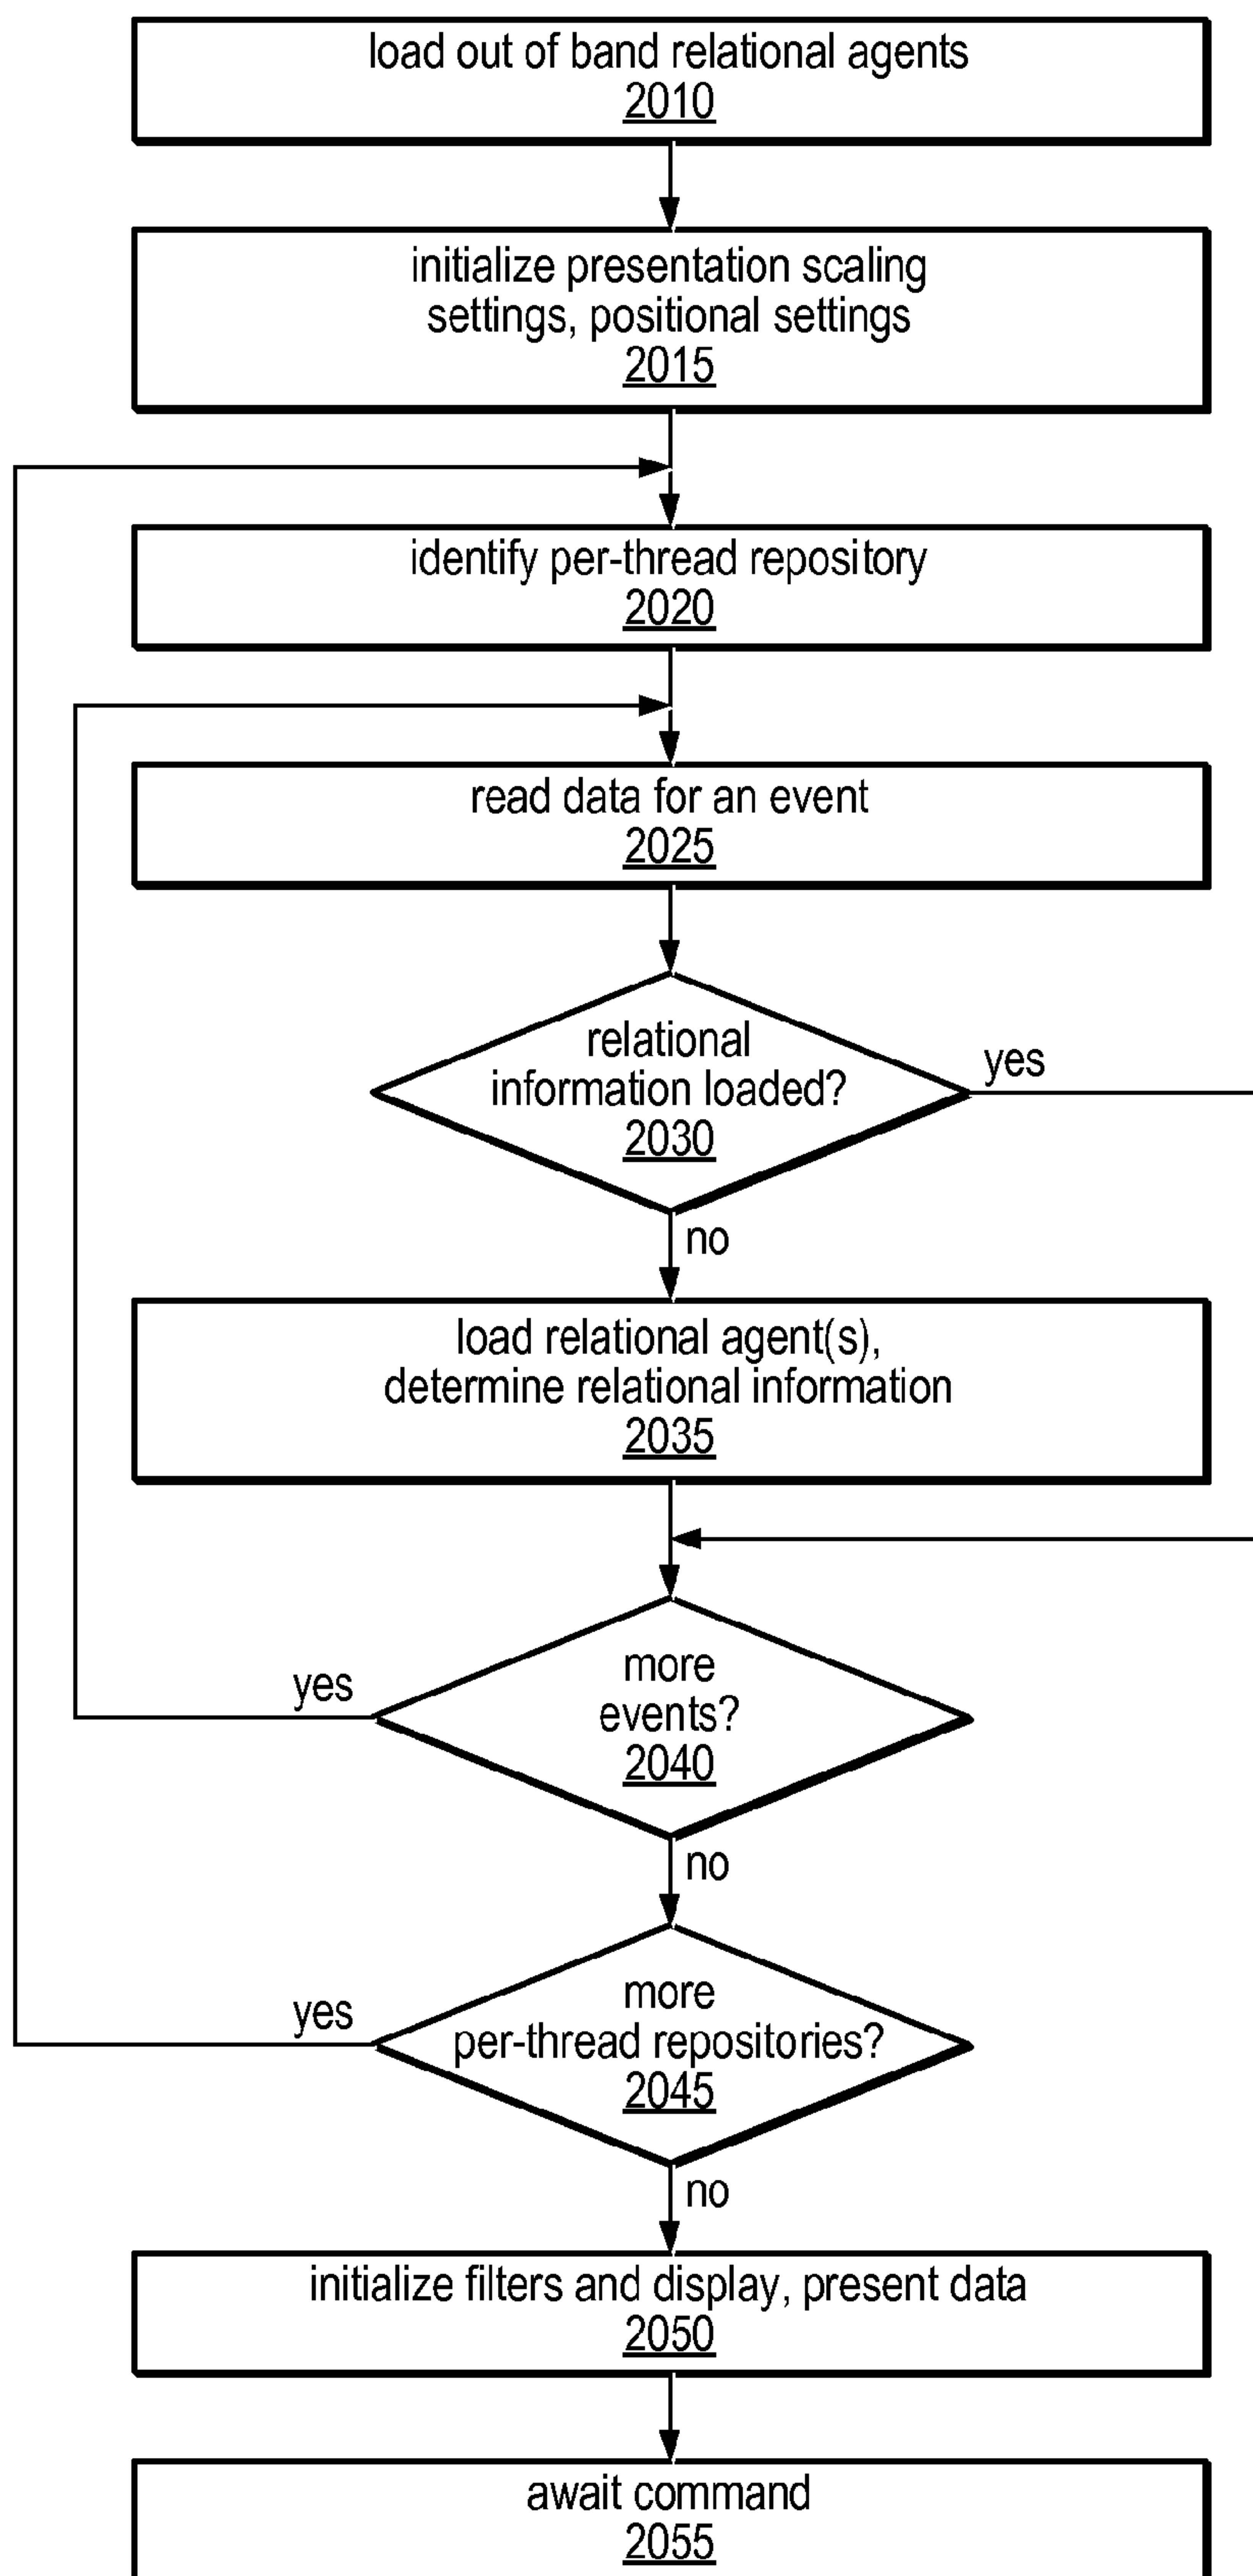 load out of band relational agents
2010
initialize presentation scaling
settings, positional settings
2015
identify per-thread repository
2020
read data for an event
2025
relational
information loaded?
2030
yes
no
load relational agent(s),
determine relational information
2035
more
events?
2040
yes
no
more
per-thread repositories?
2045
yes
no
initialize filters and display, present data
2050
await command
2055